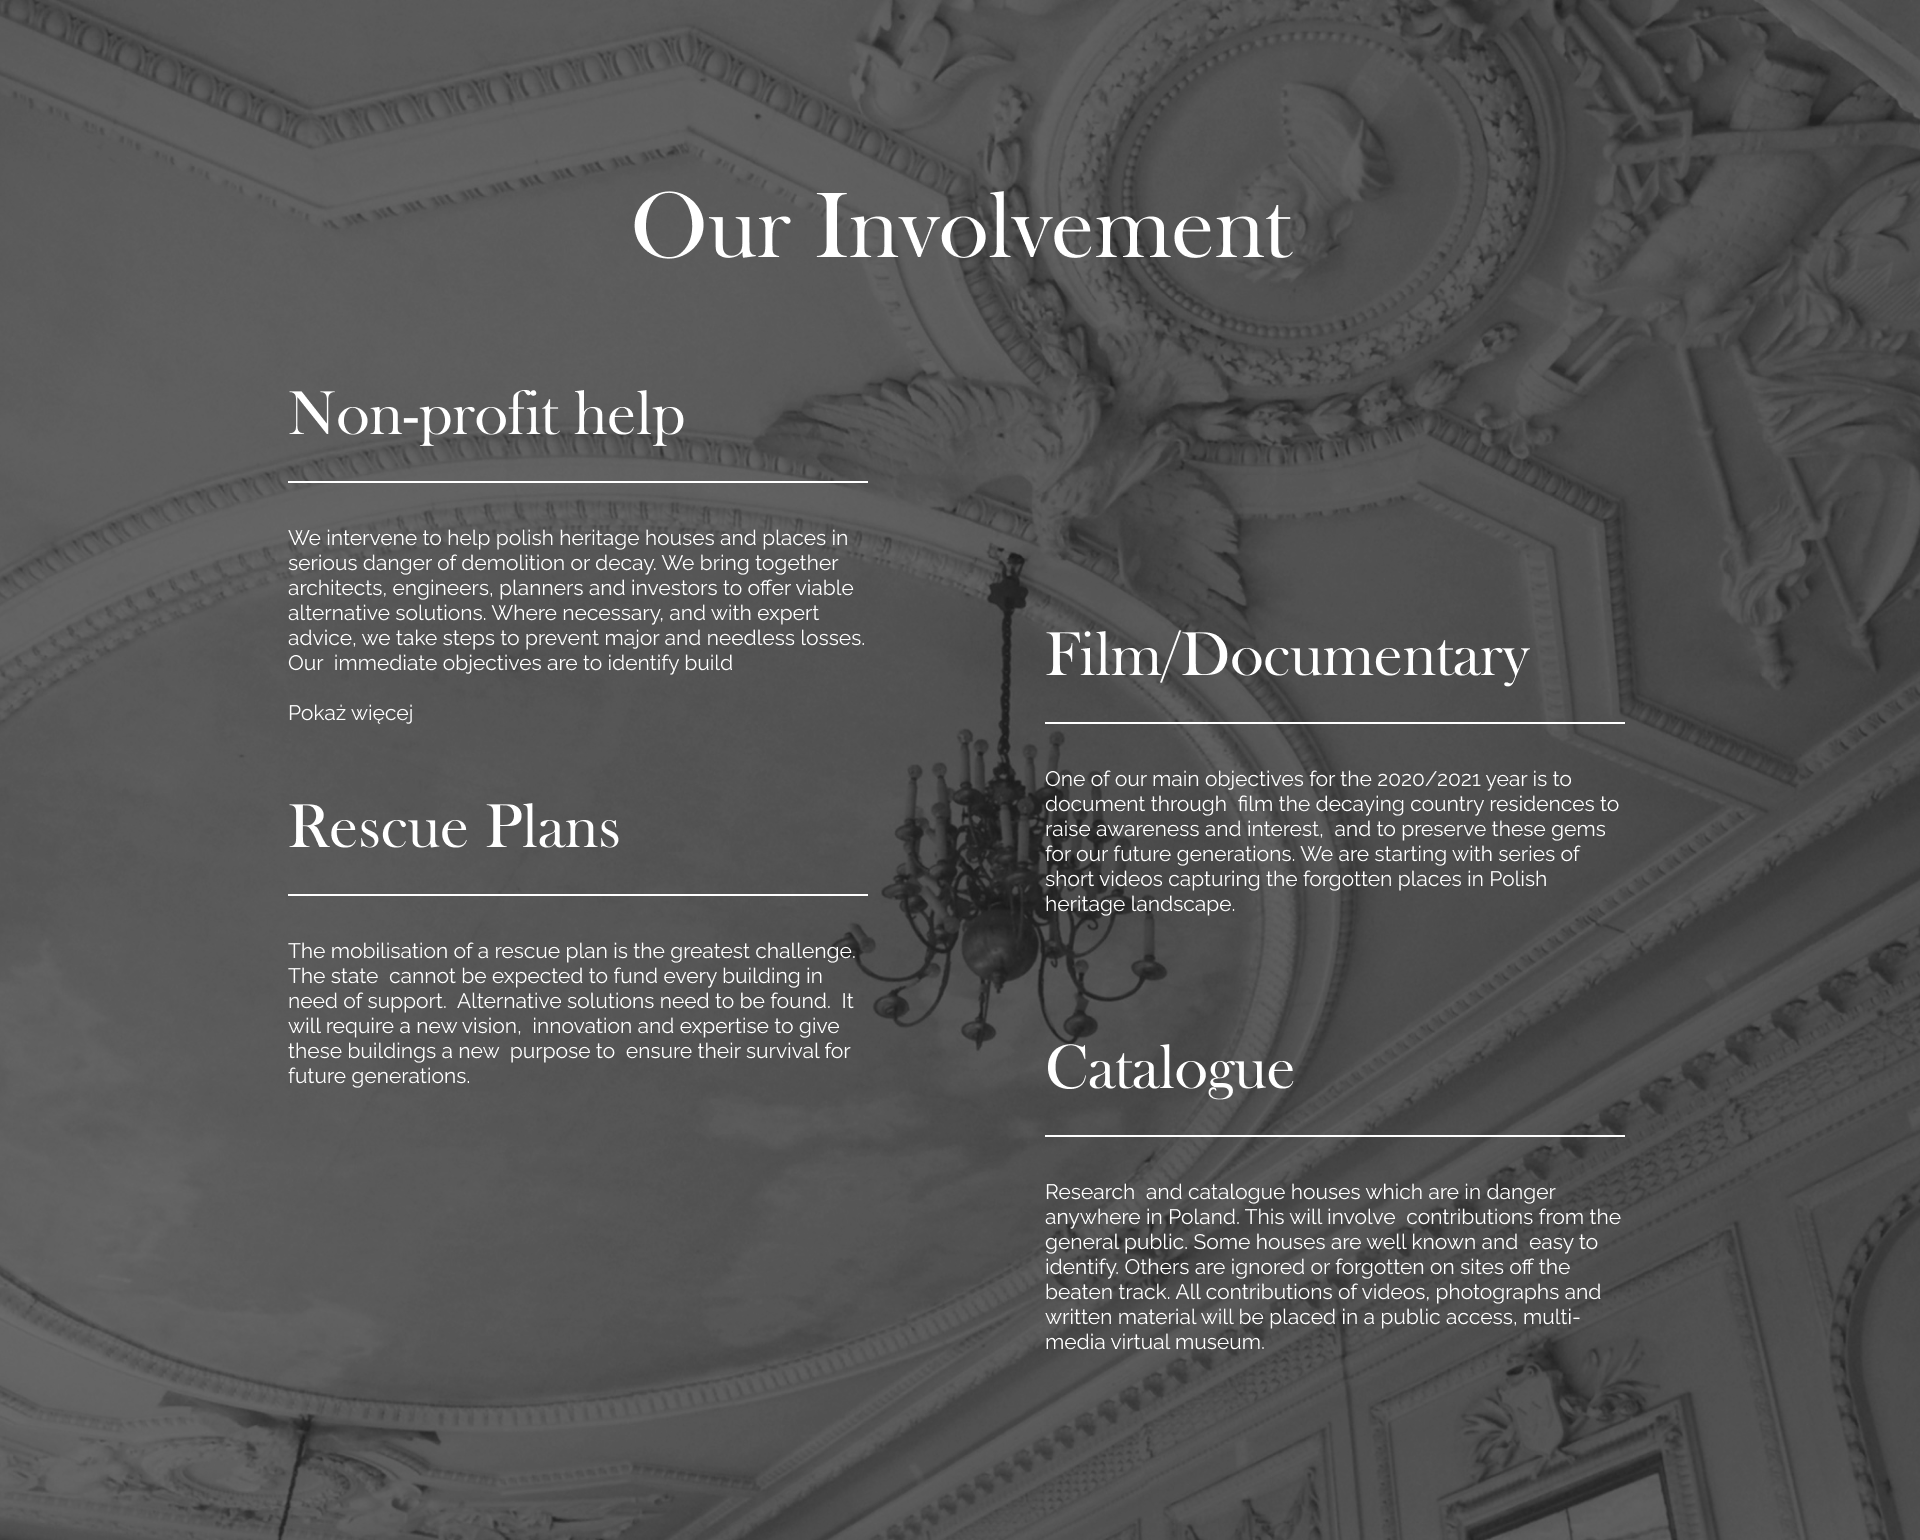 Our Involvement
Non-profit help
We intervene to help polish heritage houses and places in
serious danger of demolition or decay. We bring together
architects, engineers, planners and investors to offer viable
alternative solutions. Where necessary, and with expert
advice, we take steps to prevent major and needless losses.
Our  immediate objectives are to identify build
Pokaż więcej
Rescue Plans
The mobilisation of a rescue plan is the greatest challenge.
The state  cannot be expected to fund every building in
need of support.  Alternative solutions need to be found.  It
will require a new vision,  innovation and expertise to give
these buildings a new  purpose to  ensure their survival for
future generations.
Film/Documentary
One of our main objectives for the 2020/2021 year is to
document through  film the decaying country residences to
raise awareness and interest,  and to preserve these gems
for our future generations. We are starting with series of
short videos capturing the forgotten places in Polish
heritage landscape.
Catalogue
Research  and catalogue houses which are in danger
anywhere in Poland. This will involve  contributions from the
general public. Some houses are well known and  easy to
identify. Others are ignored or forgotten on sites off the
beaten track. All contributions of videos, photographs and
written material will be placed in a public access, multi-
media virtual museum.